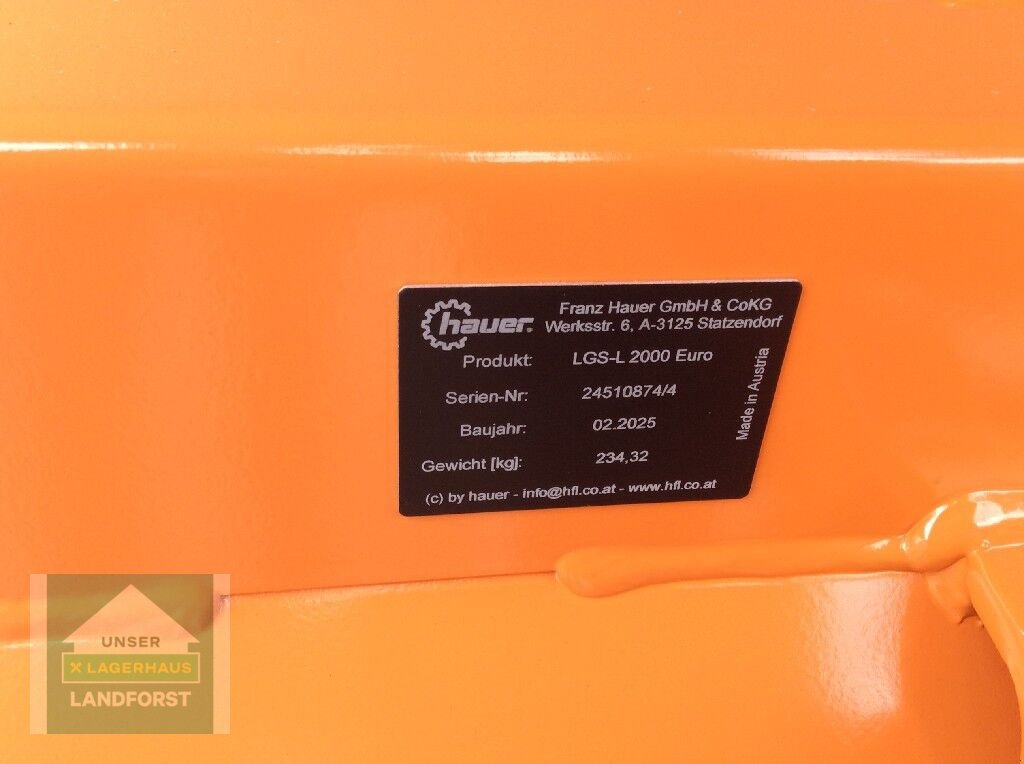 hauer.
Franz Hauer GmbH & CoKG
Werksstr. 6, A-3125 Statzendorf
Produkt: LGS-L 2000 Euro
Serien-Nr: 24510874/4
Baujahr: 02.2025
Gewicht [kg]: 234,32
Made in Austria
(c) by hauer - info@hfl.co.at - www.hfl.co.at
UNSER
X LAGERHAUS
LANDFORST